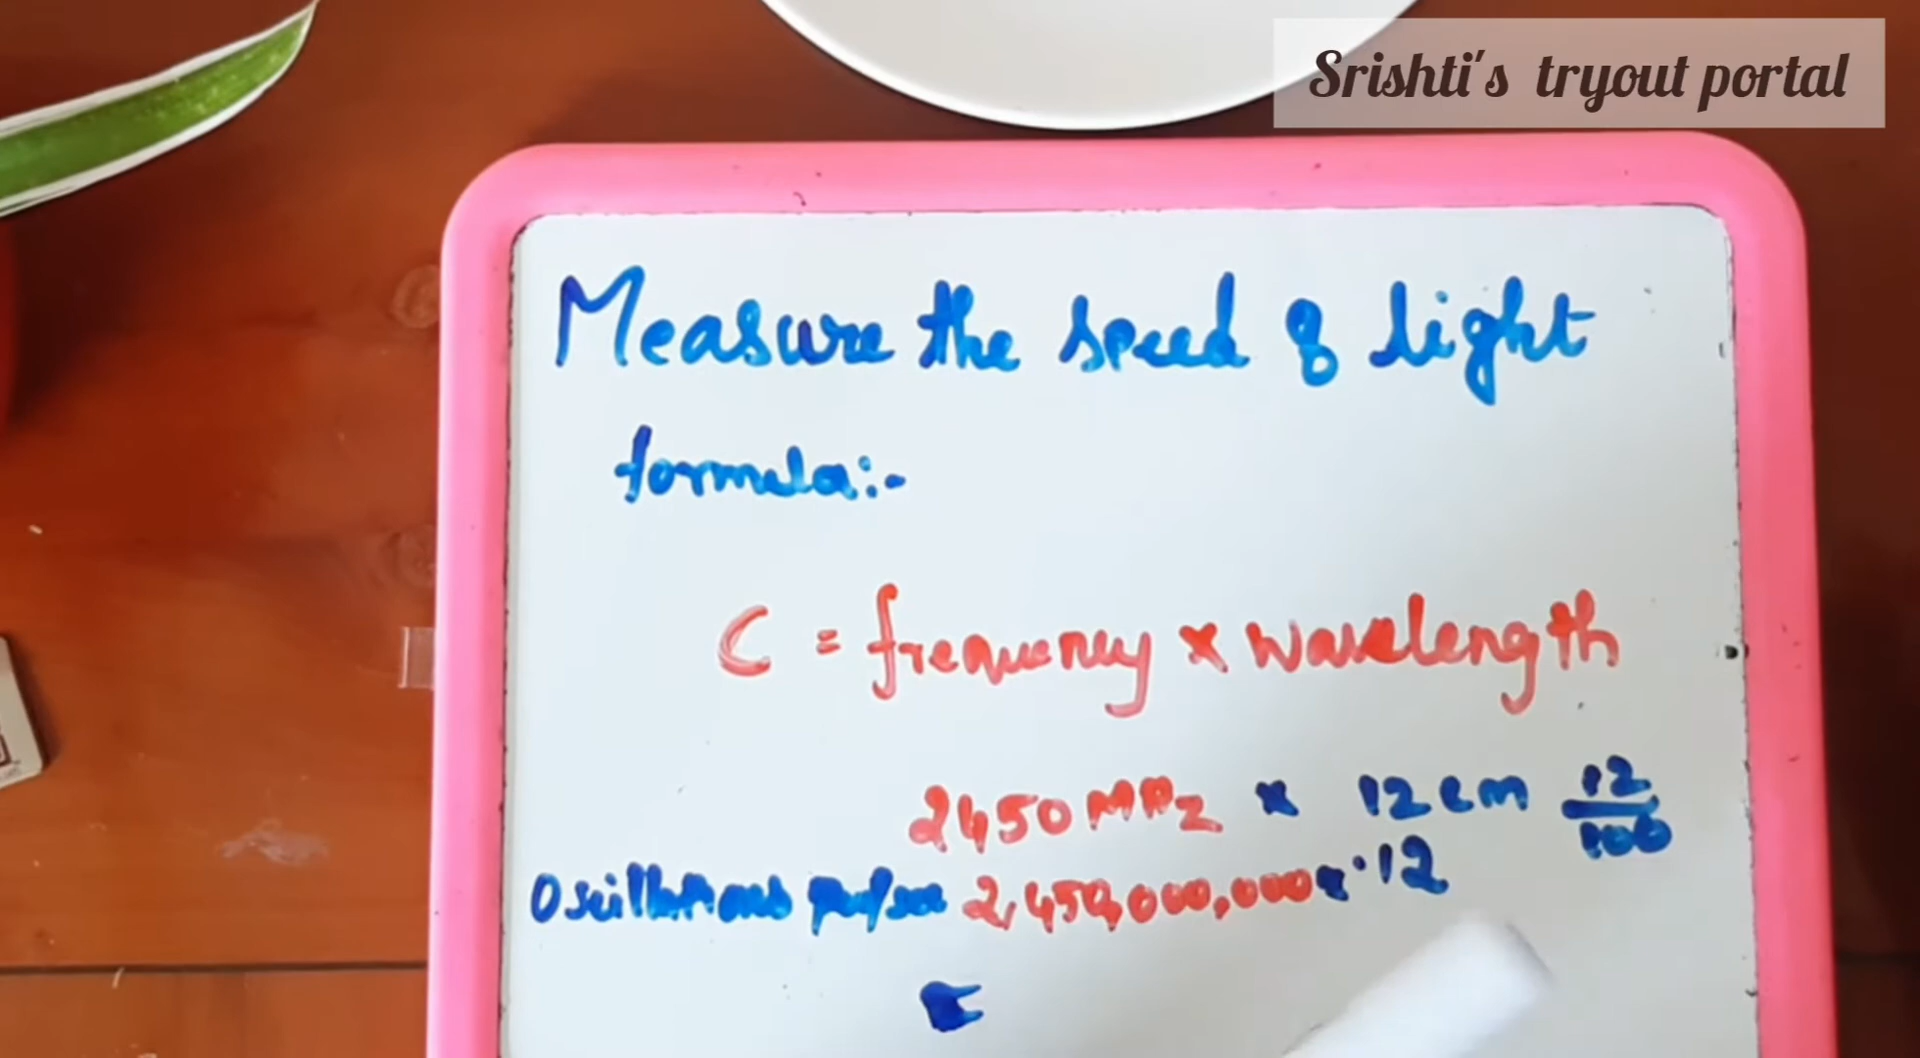 Srishti's tryout portal
Measure the speed of light
formula:-
C = frequency x wavelength
2450 MHz x 12 cm 12/100
Oscillations per/sec 2,450,000,000 x .12
=